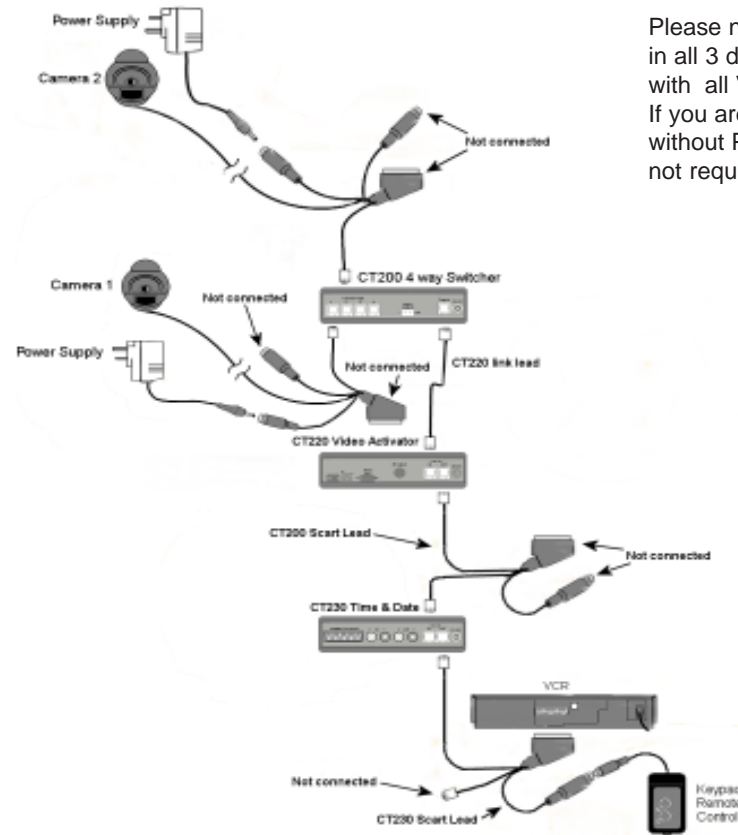 Please
in all 3
with all
If you are
without
not
Power Supply
Camera 2
Not connected
CT200 4 way Switcher
Camera 1
Not connected
Power Supply
Not connected
CT220 link lead
CT220 Video Activator
CT200 Scart Lead
Not connected
CT230 Time & Date
VCR
Not connected
CT230 Scart Lead
Remote
Control